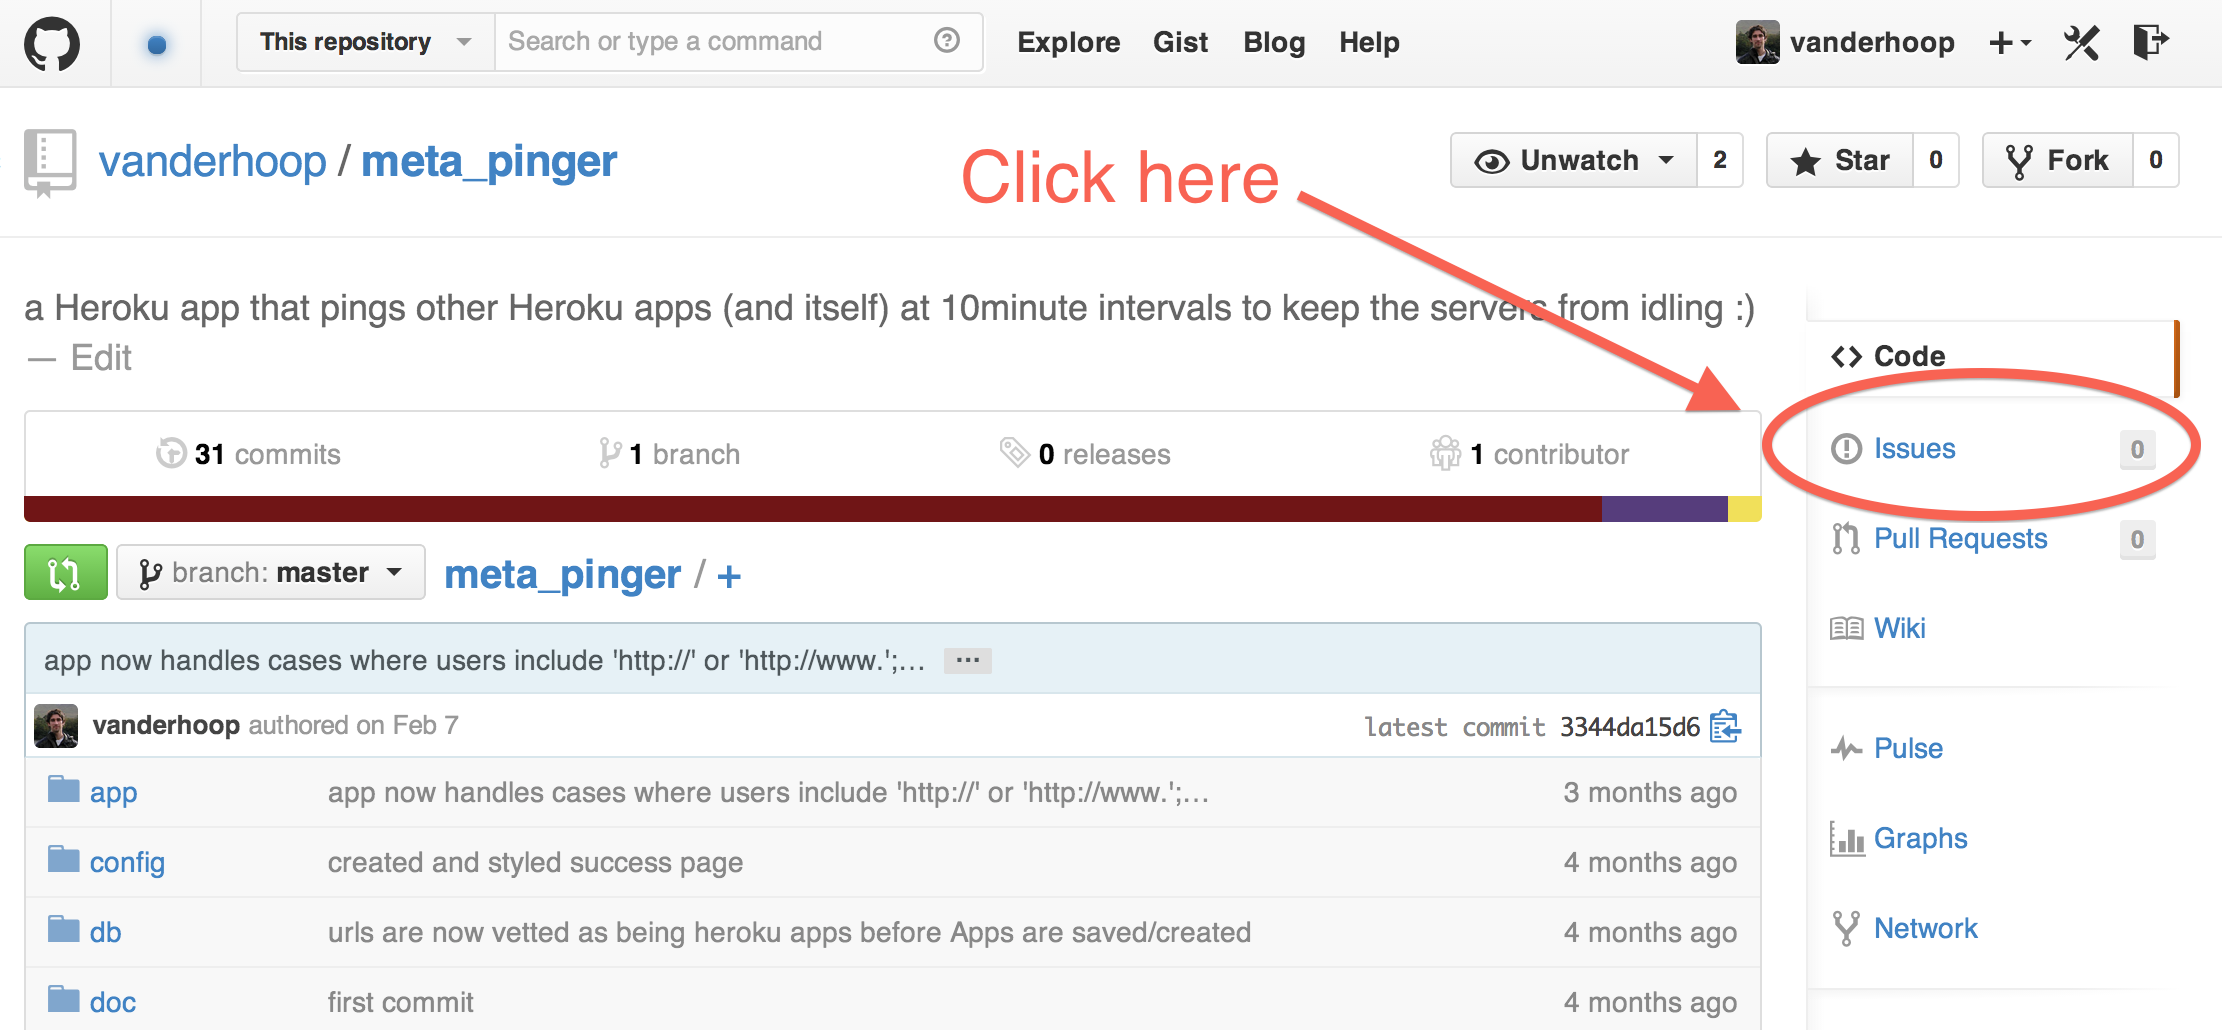 This repository Search or type a command Explore Gist Blog Help vanderhoop
vanderhoop / meta_pinger Click here Unwatch 2 Star 0 Fork 0
a Heroku app that pings other Heroku apps (and itself) at 10minute intervals to keep the servers from idling :)
— Edit
Code
31 commits 1 branch 0 releases 1 contributor
Issues 0
Pull Requests 0
branch: master meta_pinger / +
Wiki
app now handles cases where users include 'http://' or 'http://www.';… ...
vanderhoop authored on Feb 7 latest commit 3344da15d6
Pulse
app app now handles cases where users include 'http://' or 'http://www.';… 3 months ago
Graphs
config created and styled success page 4 months ago
db urls are now vetted as being heroku apps before Apps are saved/created 4 months ago
Network
doc first commit 4 months ago